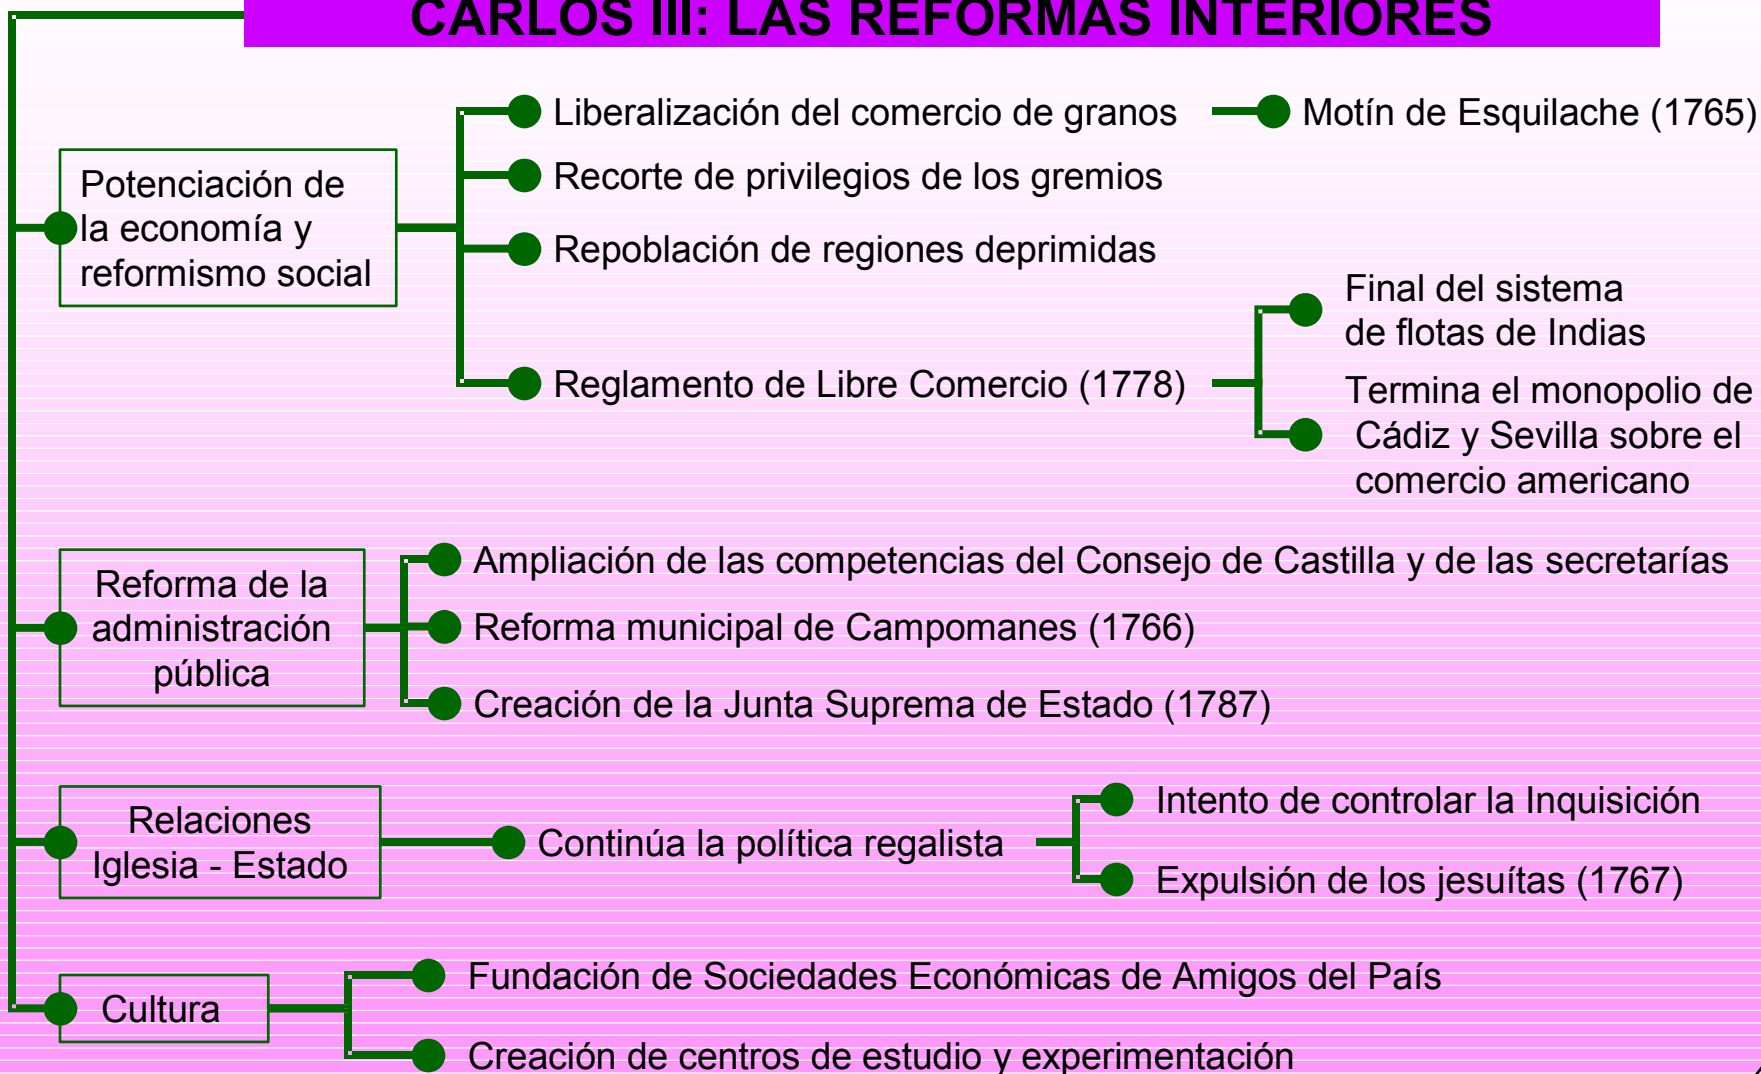 CARLOS III: LAS REFORMAS INTERIORES
Potenciación de
la economía y
reformismo social
Liberalización del comercio de granos
Motín de Esquilache (1765)
Recorte de privilegios de los gremios
Repoblación de regiones deprimidas
Reglamento de Libre Comercio (1778)
Final del sistema
de flotas de Indias
Termina el monopolio de
Cádiz y Sevilla sobre el
comercio americano
Reforma de la
administración
pública
Ampliación de las competencias del Consejo de Castilla y de las secretarías
Reforma municipal de Campomanes (1766)
Creación de la Junta Suprema de Estado (1787)
Relaciones
Iglesia - Estado
Continúa la política regalista
Intento de controlar la Inquisición
Expulsión de los jesuítas (1767)
Cultura
Fundación de Sociedades Económicas de Amigos del País
Creación de centros de estudio y experimentación